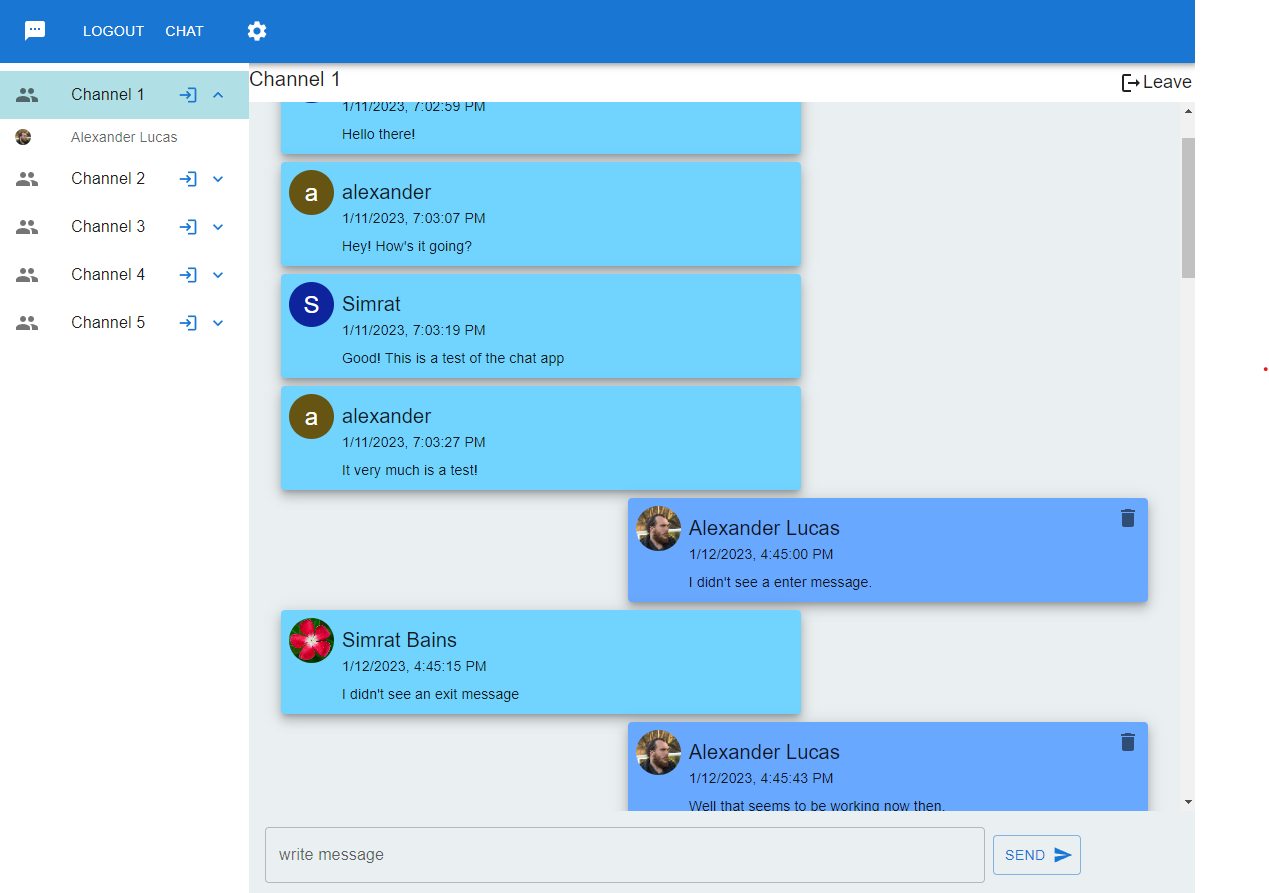 LOGOUT CHAT
Channel 1
Alexander Lucas
Channel 2
Channel 3
Channel 4
Channel 5
Channel 1
Leave
1/11/2023, 7:02:59 PM
Hello there!
a
alexander
1/11/2023, 7:03:07 PM
Hey! How's it going?
S
Simrat
1/11/2023, 7:03:19 PM
Good! This is a test of the chat app
a
alexander
1/11/2023, 7:03:27 PM
It very much is a test!
Alexander Lucas
1/12/2023, 4:45:00 PM
I didn't see a enter message.
Simrat Bains
1/12/2023, 4:45:15 PM
I didn't see an exit message
Alexander Lucas
1/12/2023, 4:45:43 PM
Well that seems to be working now then.
write message
SEND